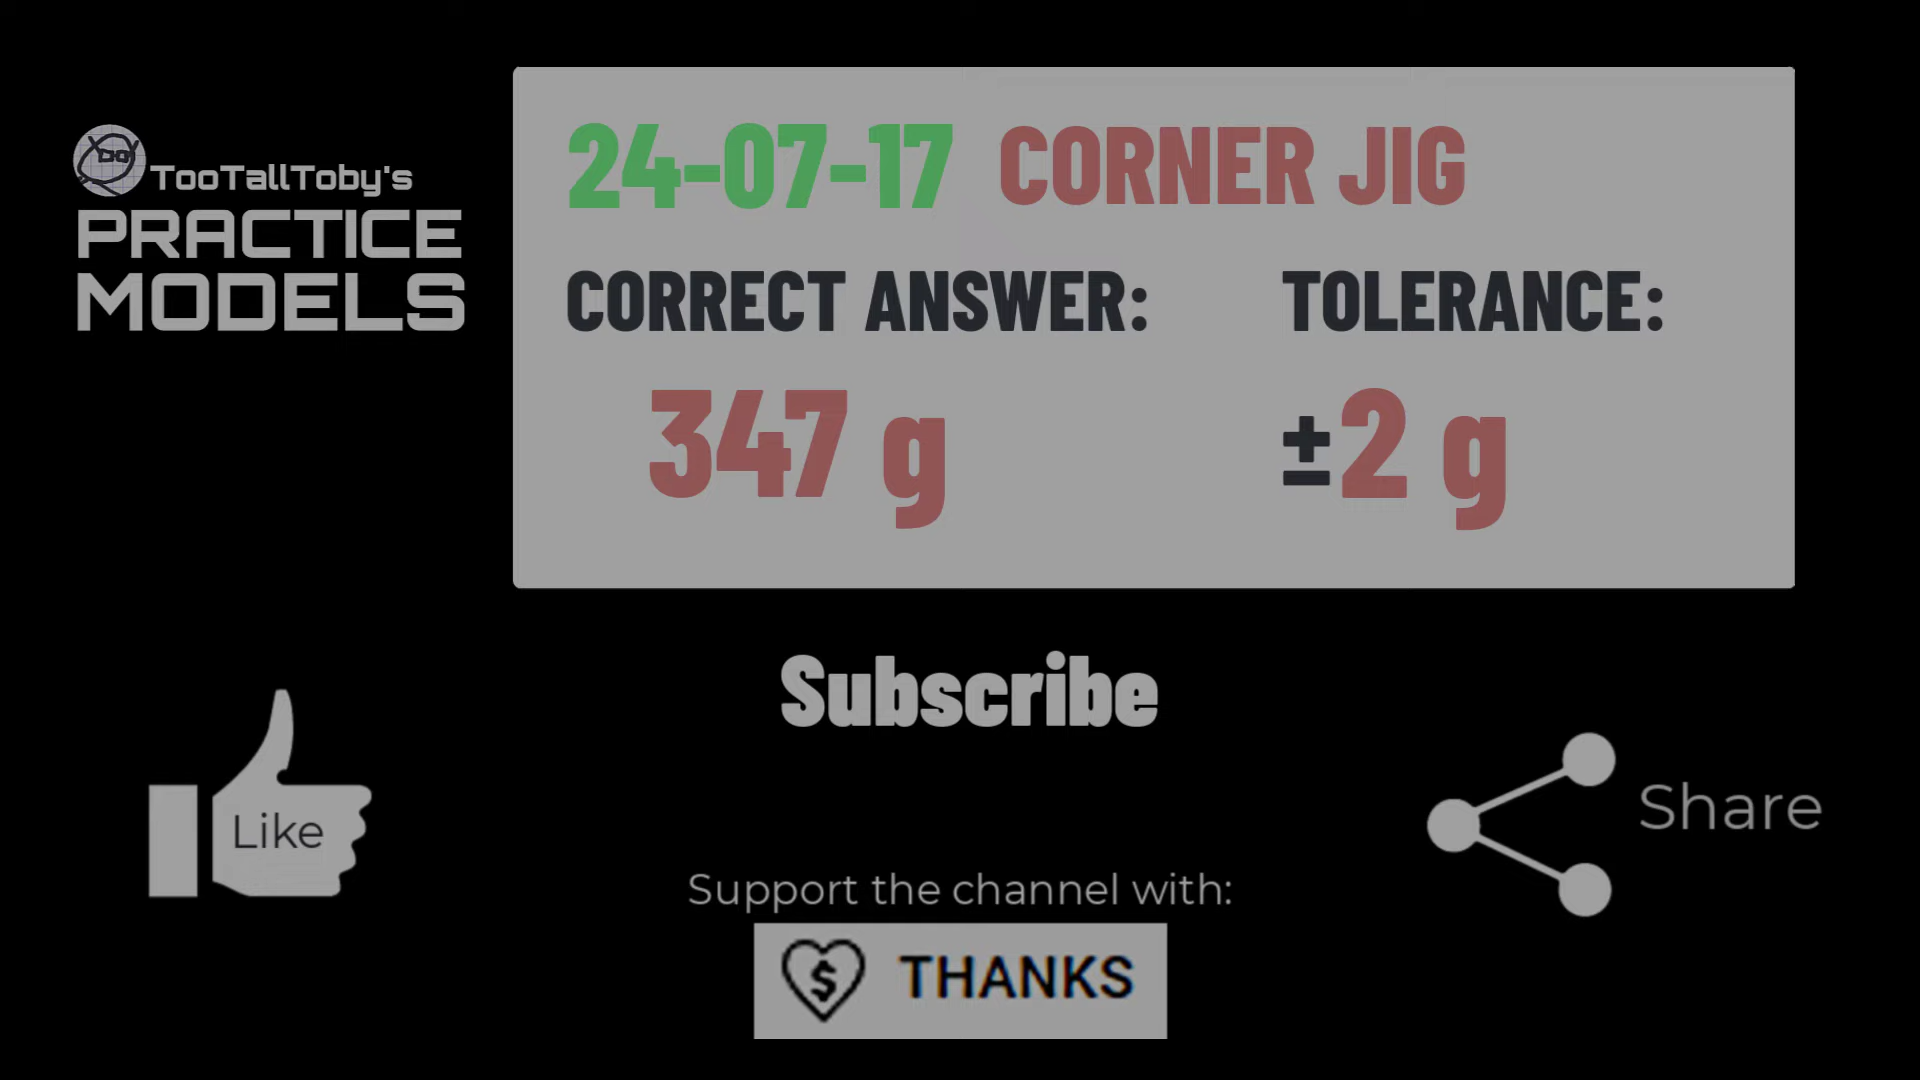 TooTallToby's
PRACTICE
MODELS
24-07-17 CORNER JIG
CORRECT ANSWER: TOLERANCE:
347 g ±2 g
Subscribe
Like
Share
Support the channel with:
$ THANKS